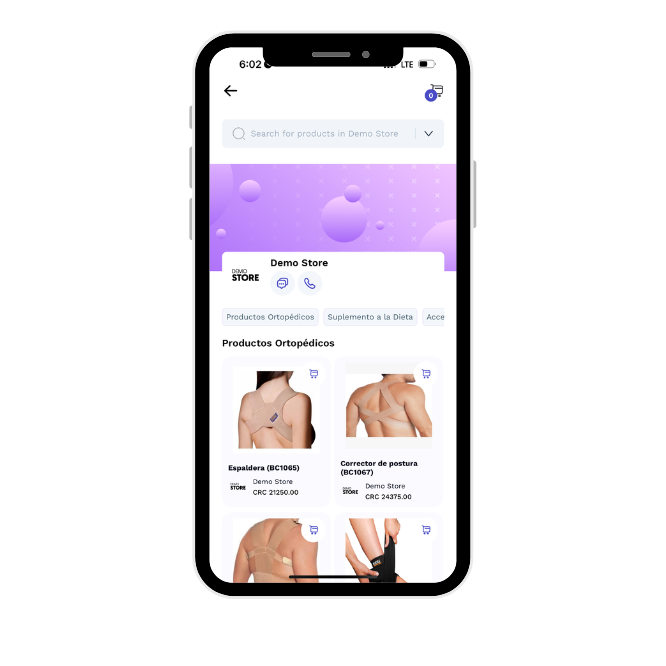 6:02
LTE
0
Search for products in Demo Store
DEMO
STORE
Demo Store
Productos Ortopédicos
Suplemento a la Dieta
Acce
Productos Ortopédicos
Espaldera (BC1065)
DEMO
STORE
Demo Store
CRC 21250.00
Corrector de postura
(BC1067)
DEMO
STORE
Demo Store
CRC 24375.00